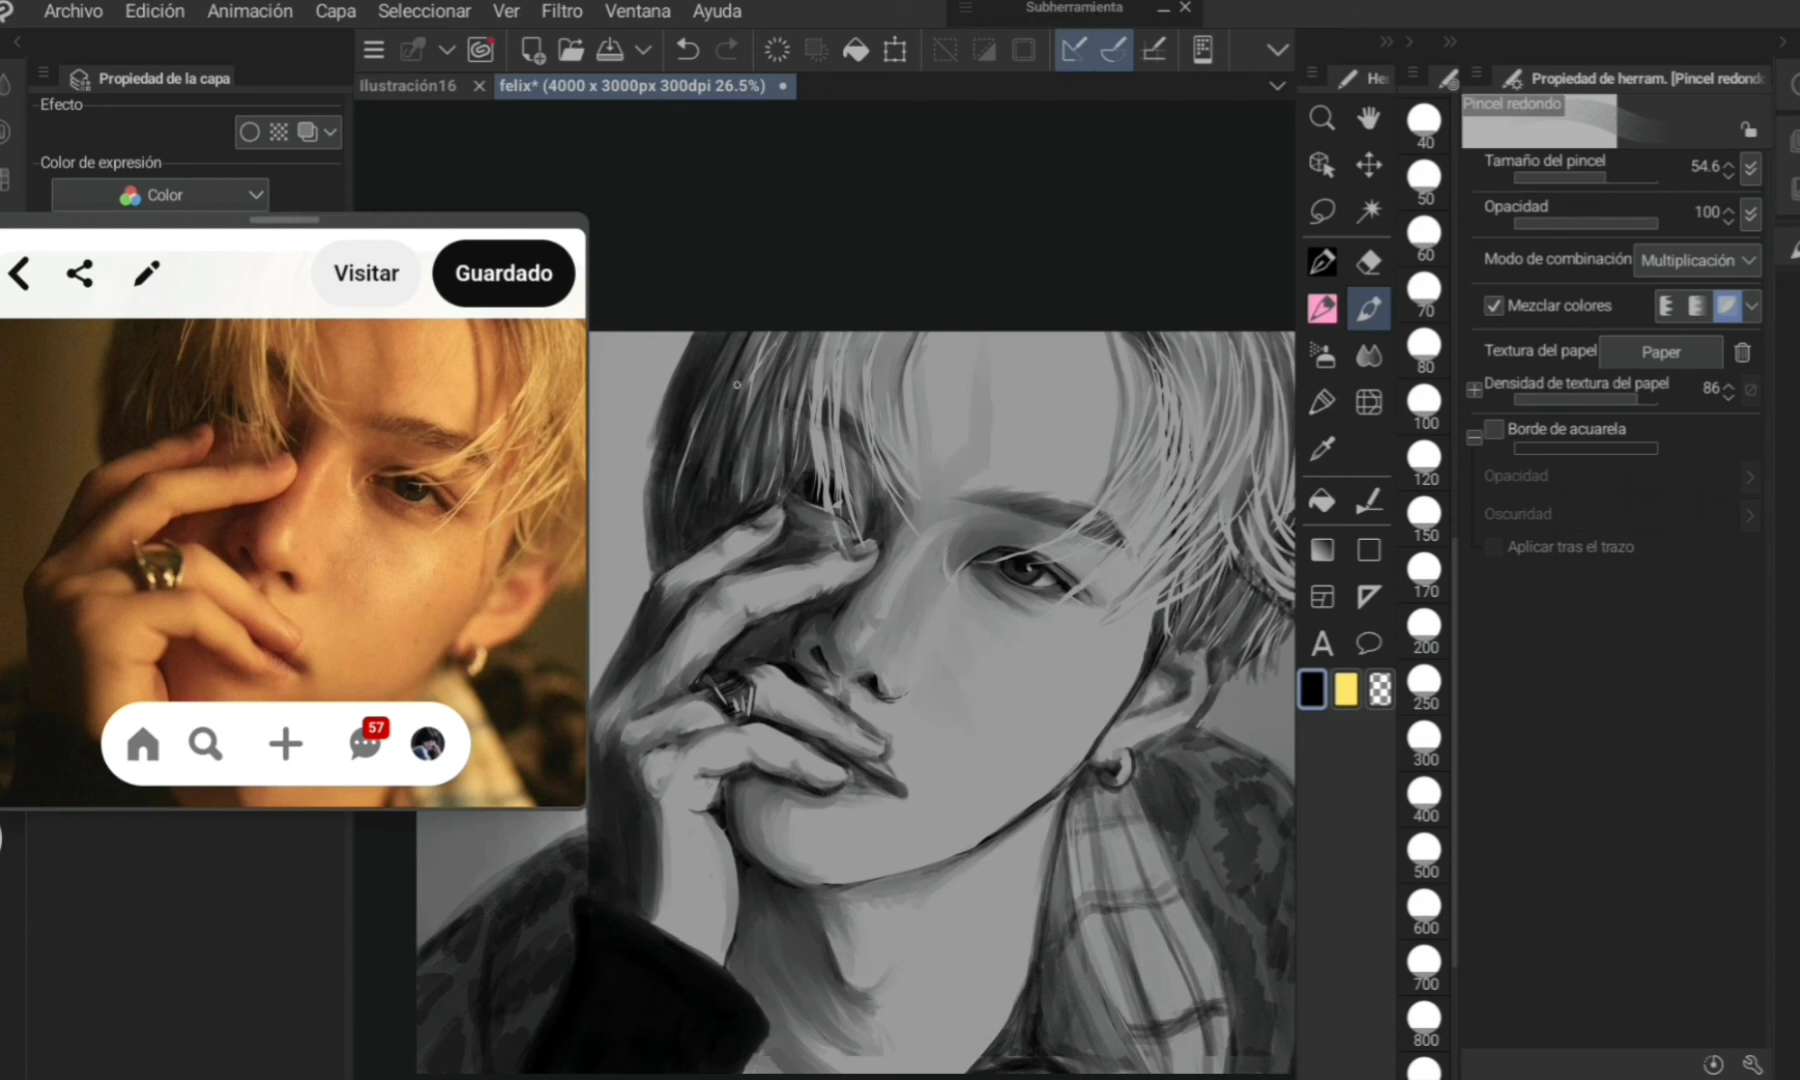 Archivo Edición Animación Capa Seleccionar Ver Filtro Ventana Ayuda
Subherramienta
Propiedad de la capa
Efecto
Color de expresión
Color
Ilustración16
felix* (4000 x 3000px 300dpi 26.5%)
Visitar
Guardado
57
A
40
50
60
70
80
100
120
150
170
200
250
300
400
500
600
700
800
Propiedad de herram. [Pincel redond
Pincel redondo
Tamaño del pincel 54.6
Opacidad 100
Modo de combinación Multiplicación
Mezclar colores
Textura del papel Paper
Densidad de textura del papel 86
Borde de acuarela
Opacidad
Oscuridad
Aplicar tras el trazo